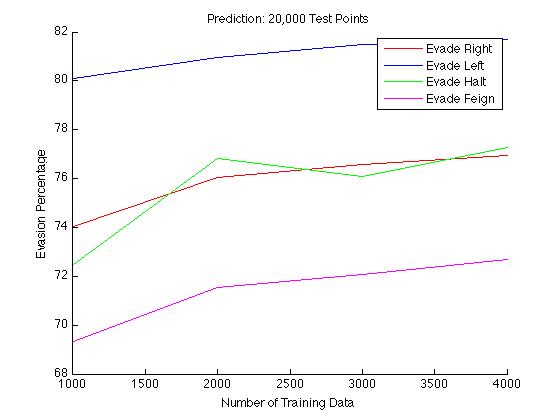 Prediction: 20,000 Test Points
82
80
78
76
74
72
70
68
Evasion Percentage
Evade Right
Evade Left
Evade Halt
Evade Feign
1000
1500
2000
2500
3000
3500
4000
Number of Training Data